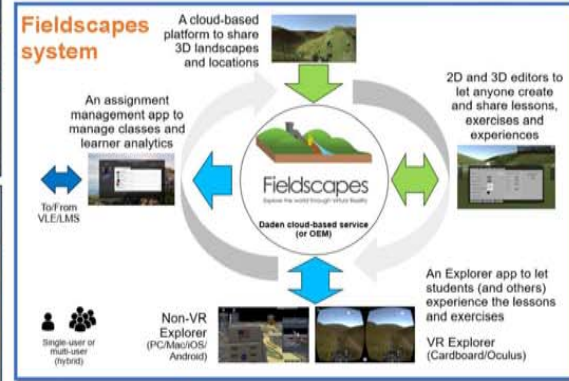 Fieldscapes
system
A cloud-based
platform to share
3D landscapes
and locations
An assignment
management app to
manage classes and
learner analytics
2D and 3D editors to
let anyone create
and share lessons,
exercises and
experiences
To/From
VLE/LMS
Fieldscapes
Explore the world through Virtual Reality
Daden cloud-based service
(or OEM)
An Explorer app to let
students (and others)
experience the lessons
and exercises
Non-VR
Explorer
(PC/Mac/iOS/
Android)
VR Explorer
(Cardboard/Oculus)
Single-user or
multi-user
(hybrid)